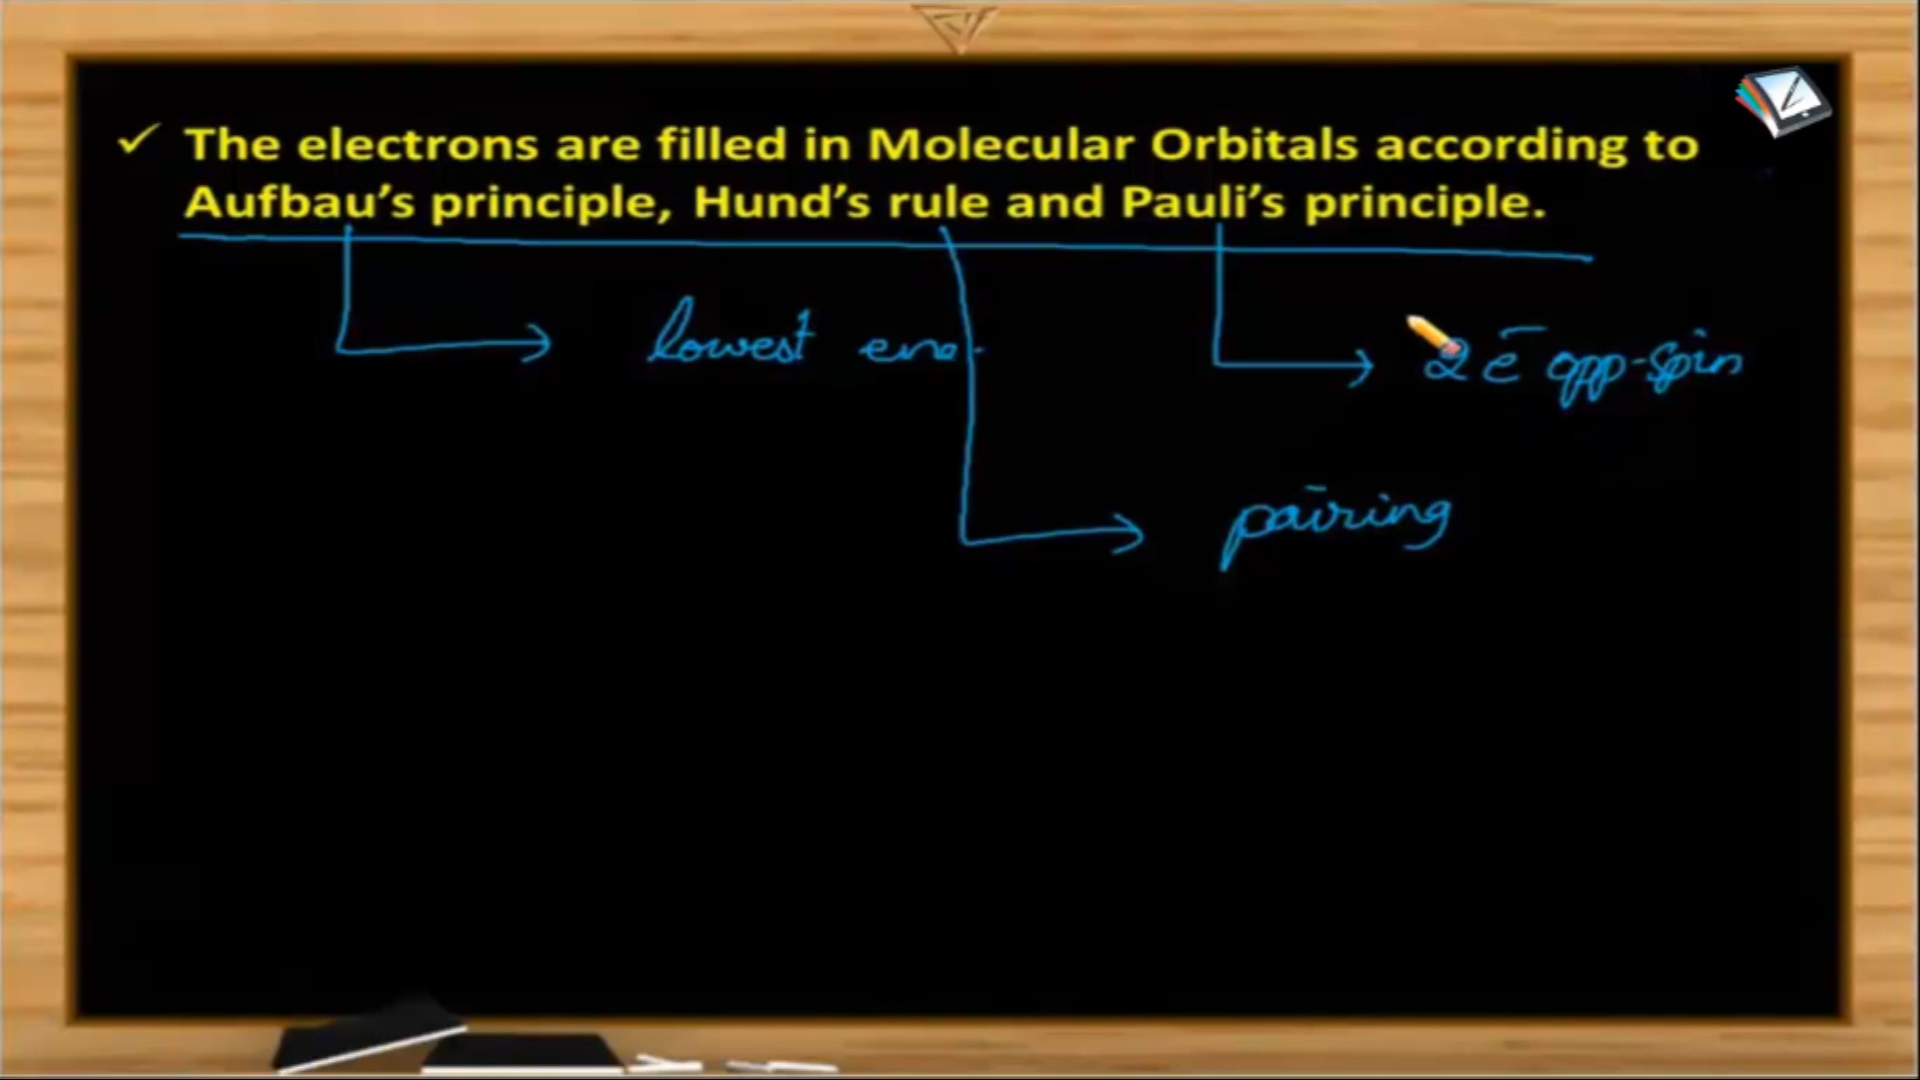 ✓ The electrons are filled in Molecular Orbitals according to
Aufbau's principle, Hund's rule and Pauli's principle.
lowest ene.
2 e⁻ opp-spin
pairing